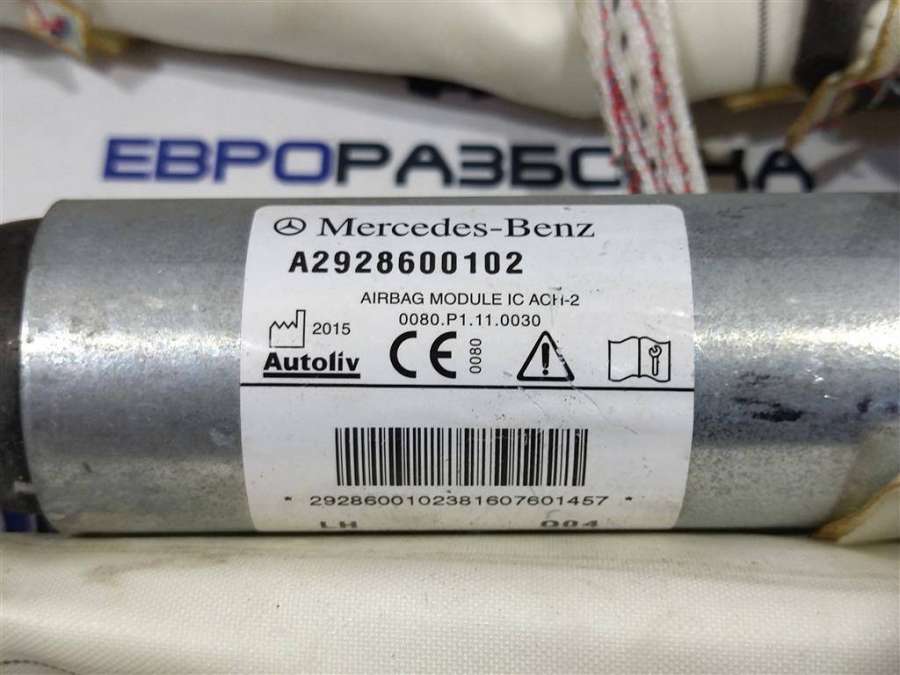 ЕВРОРАЗБО
Mercedes-Benz
A2928600102
AIRBAG MODULE IC ACH-2
0080.P1.11.0030
2015
Autoliv
CE
0080
* 292860010238160760145​7 *
LH 004